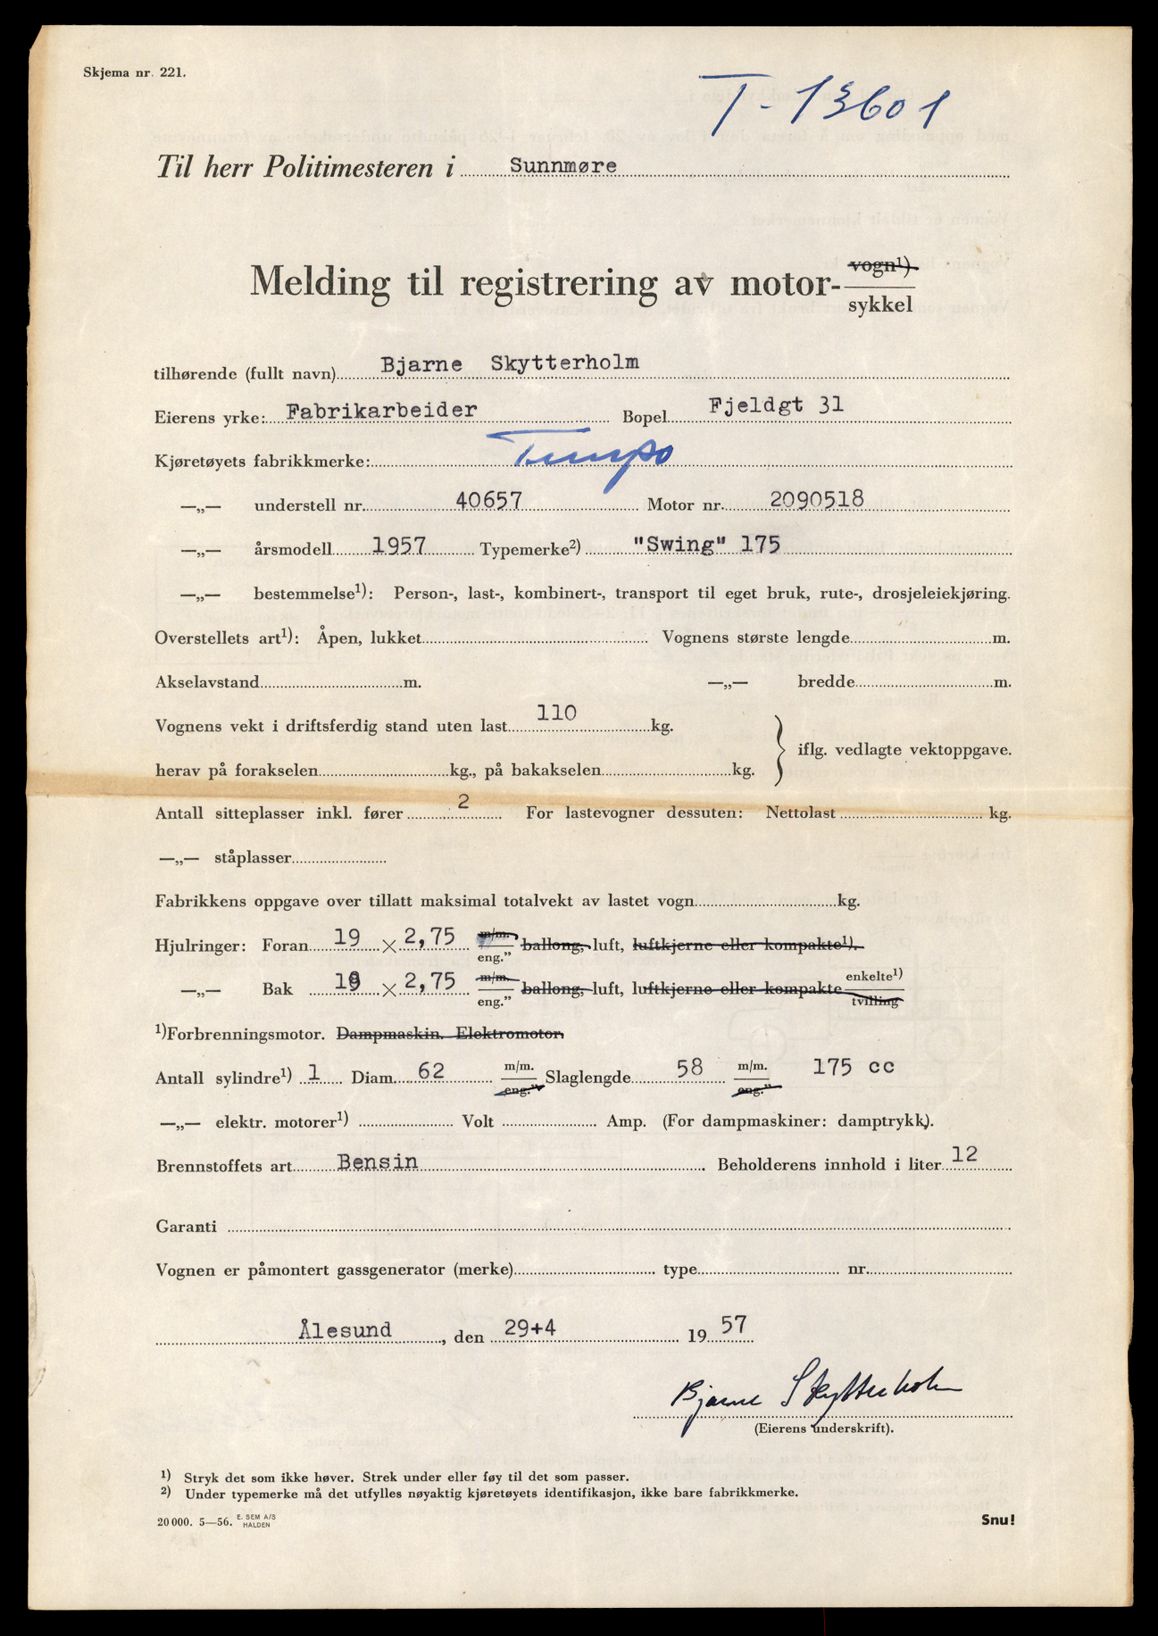 Skjema nr. 221.
T-13601
Til herr Politimesteren i Sunnmøre
Melding til registrering av motor- vogn¹) sykkel
tilhørende (fullt navn) Bjarne Skytterholm
Eierens yrke: Fabrikarbeider Bopel Fjeldgt 31
Kjøretøyets fabrikkmerke: Tempo
—„— understell nr. 40657 Motor nr. 2090518
—„— årsmodell 1957 Typemerke²) "Swing" 175
—„— bestemmelse¹): Person-, last-, kombinert-, transport til eget bruk, rute-, drosjeleiekjøring.
Overstellets art¹): Åpen, lukket Vognens største lengde m.
Akselavstand m. —„— bredde m.
Vognens vekt i driftsferdig stand uten last 110 kg.
iflg. vedlagte vektoppgave.
herav på forakselen kg., på bakakselen kg.
Antall sitteplasser inkl. fører 2 For lastevogner dessuten: Nettolast kg.
—„— ståplasser
Fabrikkens oppgave over tillatt maksimal totalvekt av lastet vogn kg.
Hjulringer: Foran 19 × 2,75 m/m. eng.” ballong, luft, luftkjerne eller kompakte¹).
—„— Bak 19 × 2,75 m/m. eng.” ballong, luft, luftkjerne eller kompakte enkelte¹) tvilling
¹)Forbrenningsmotor. Dampmaskin. Elektromotor.
Antall sylindre¹) 1 Diam. 62 m/m. eng.” Slaglengde 58 m/m. eng.” 175 cc
—„— elektr. motorer¹) Volt Amp. (For dampmaskiner: damptrykk).
Brennstoffets art Bensin Beholderens innhold i liter 12
Garanti
Vognen er påmontert gassgenerator (merke) type nr.
Ålesund, den 29+4 1957
Bjarne Skytterholm
(Eierens underskrift).
¹) Stryk det som ikke høver. Strek under eller føy til det som passer.
²) Under typemerke må det utfylles nøyaktig kjøretøyets identifikasjon, ikke bare fabrikkmerke.
20 000. 5—56. E. SEM A/S HALDEN
Snu!